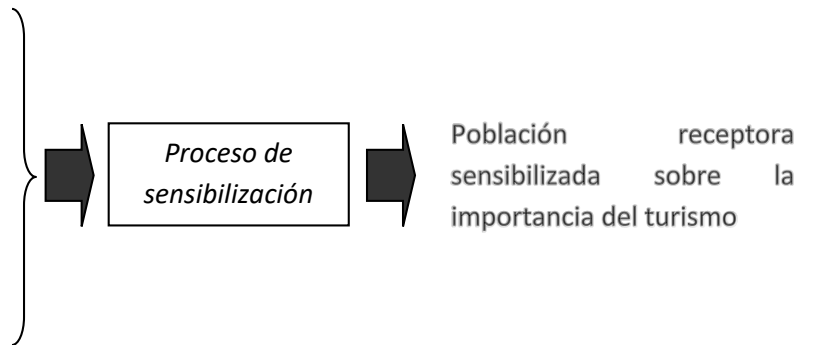 Proceso de
sensibilización
Población receptora
sensibilizada sobre la
importancia del turismo